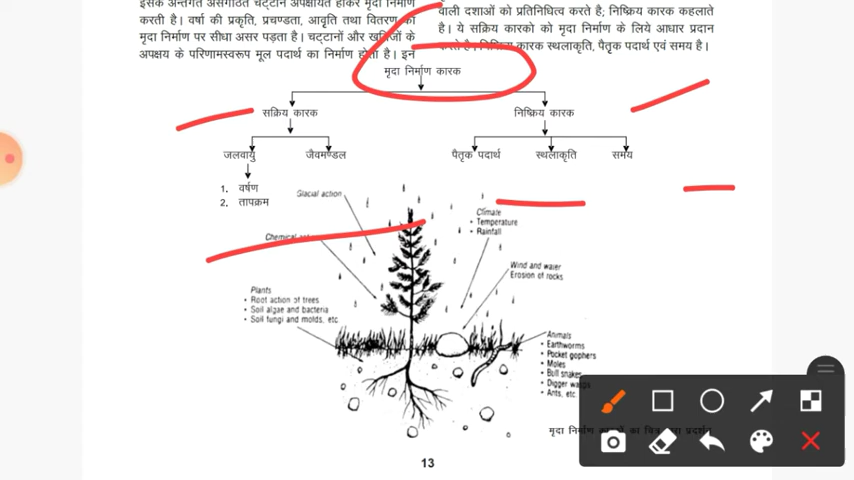 इसके अन्तर्गत असंगठित चट्टानें अपक्षयित होकर मृदा निर्माण
करती है। वर्षा की प्रकृति, प्रचण्डता, आवृति तथा वितरण का
मृदा निर्माण पर सीधा असर पड़ता है। चट्टानों और खनिजों के
अपक्षय के परिणामस्वरूप मूल पदार्थ का निर्माण होता है। इन
वाली दशाओं को प्रतिनिधित्व करते है; निष्क्रिय कारक कहलाते
है। ये सक्रिय कारको को मृदा निर्माण के लिये आधार प्रदान
करते है। कारक स्थलाकृति, पैतृक पदार्थ एवं समय है।
मृदा निर्माण कारक
सक्रिय कारक
निष्क्रिय कारक
जलवायु
जैवमण्डल
पैतृक पदार्थ
स्थलाकृति
समय
1. वर्षण
2. तापक्रम
Glacial action
Chemical
Climate
• Temperature
• Rainfall
Wind and water
Erosion of rocks
Plants
• Root action of trees
• Soil algae and bacteria
• Soil fungi and molds, etc.
Animals
• Earthworms
• Pocket gophers
• Moles
• Bull snakes
• Digger
• Ants, etc.
मृदा निर्माण का प्रदर्शन
13